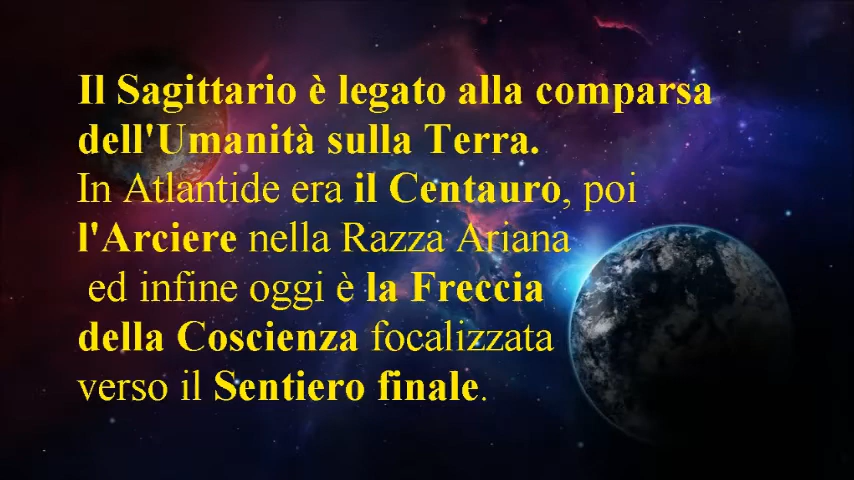 Il Sagittario è legato alla comparsa
dell'Umanità sulla Terra.
In Atlantide era il Centauro, poi
l'Arciere nella Razza Ariana
ed infine oggi è la Freccia
della Coscienza focalizzata
verso il Sentiero finale.